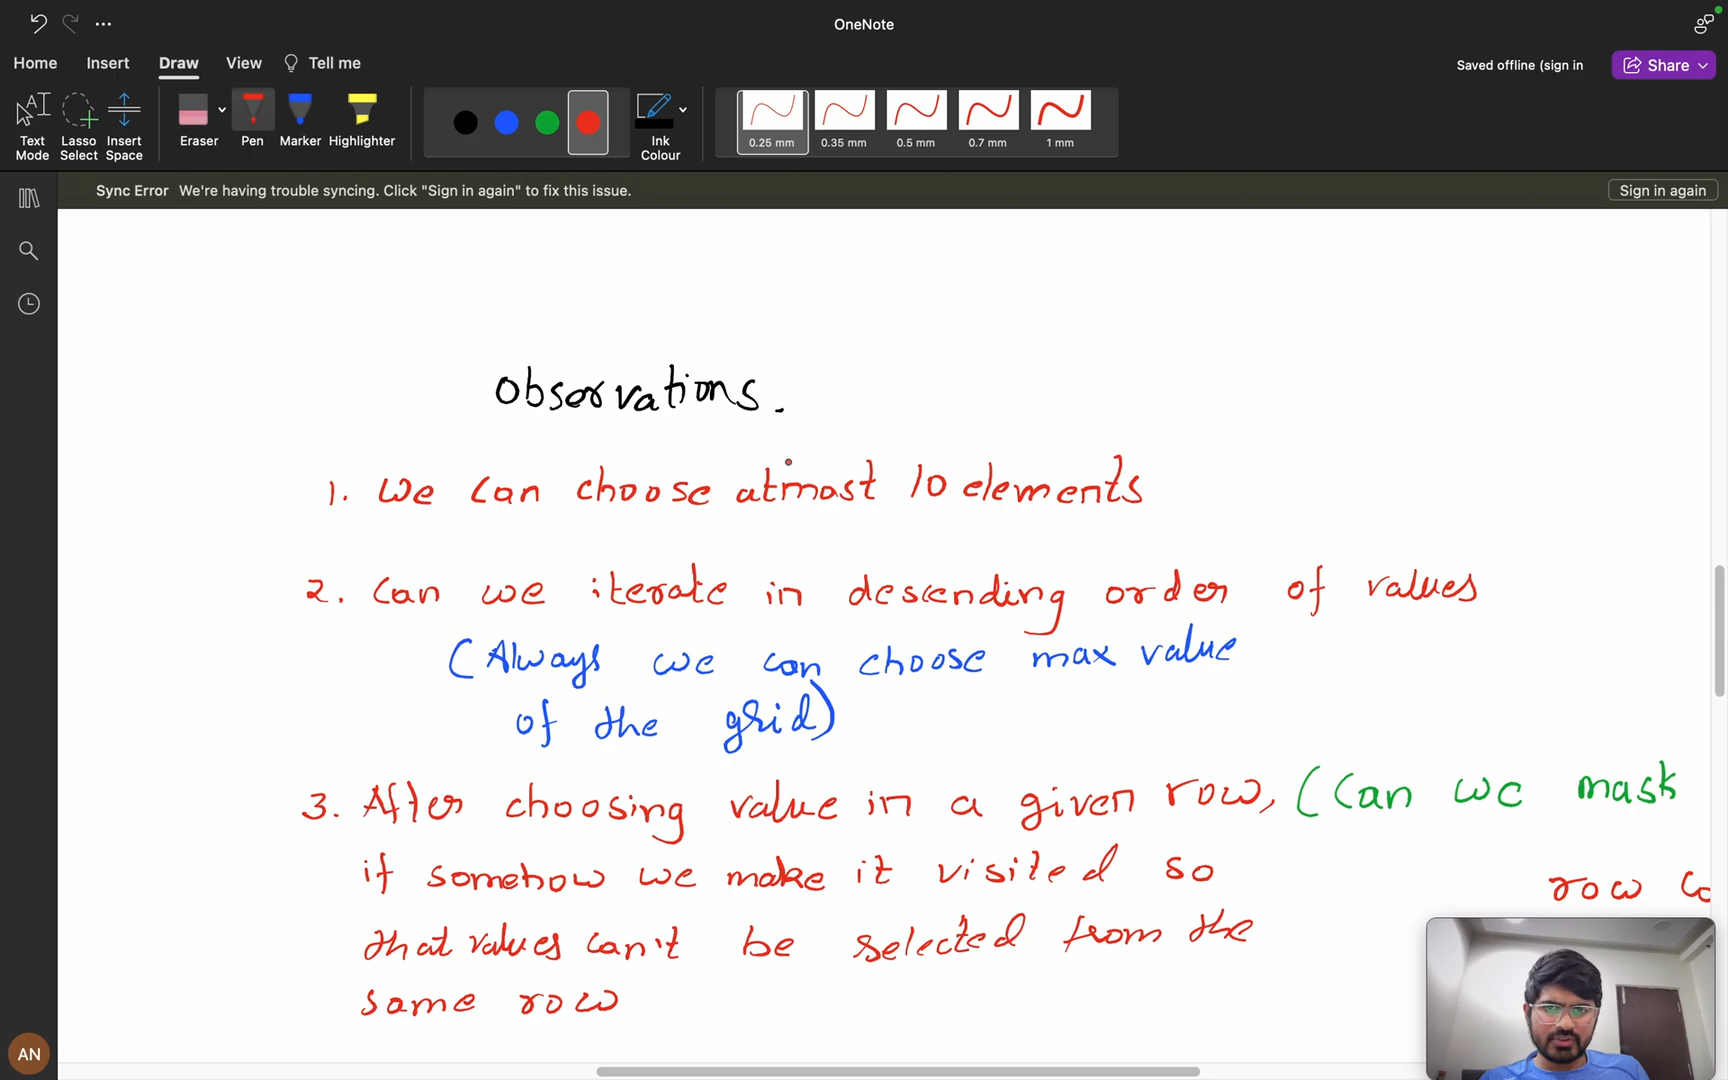 OneNote
Home Insert Draw View Tell me
Saved offline (sign in
Share
Text Mode
Lasso Select
Insert Space
Eraser
Pen
Marker
Highlighter
Ink Colour
0.25 mm
0.35 mm
0.5 mm
0.7 mm
1 mm
Sync Error We're having trouble syncing. Click "Sign in again" to fix this issue.
Sign in again
Observations.
1. We can choose atmost 10 elements
2. Can we iterate in descending order of values
(Always we can choose max value
of the grid)
3. After choosing value in a given row, (Can we mask
if somehow we make it visited so
row co
that values can't be selected from the
same row
AN